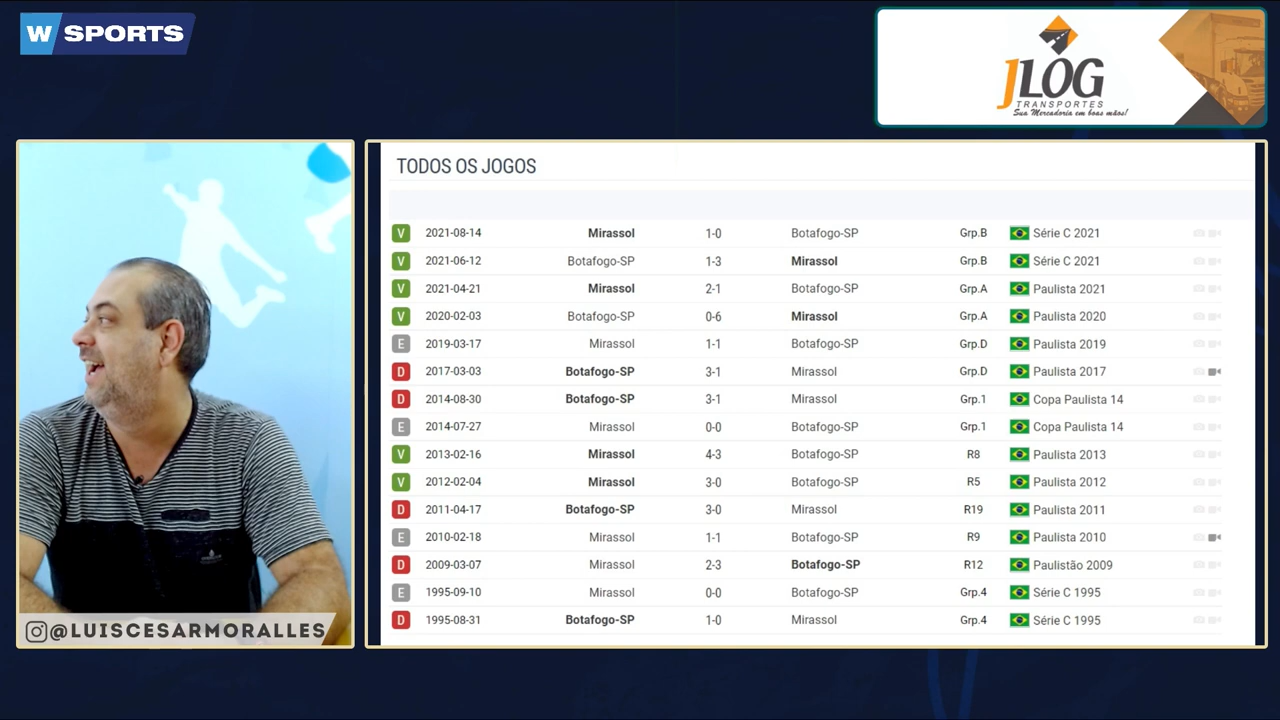 W SPORTS
JLOG
TRANSPORTES
Sua Mercadoria em boas mãos!
TODOS OS JOGOS
V 2021-08-14 Mirassol 1-0 Botafogo-SP Grp.B Série C 2021
V 2021-06-12 Botafogo-SP 1-3 Mirassol Grp.B Série C 2021
V 2021-04-21 Mirassol 2-1 Botafogo-SP Grp.A Paulista 2021
V 2020-02-03 Botafogo-SP 0-6 Mirassol Grp.A Paulista 2020
E 2019-03-17 Mirassol 1-1 Botafogo-SP Grp.D Paulista 2019
D 2017-03-03 Botafogo-SP 3-1 Mirassol Grp.D Paulista 2017
D 2014-08-30 Botafogo-SP 3-1 Mirassol Grp.1 Copa Paulista 14
E 2014-07-27 Mirassol 0-0 Botafogo-SP Grp.1 Copa Paulista 14
V 2013-02-16 Mirassol 4-3 Botafogo-SP R8 Paulista 2013
V 2012-02-04 Mirassol 3-0 Botafogo-SP R5 Paulista 2012
D 2011-04-17 Botafogo-SP 3-0 Mirassol R19 Paulista 2011
E 2010-02-18 Mirassol 1-1 Botafogo-SP R9 Paulista 2010
D 2009-03-07 Mirassol 2-3 Botafogo-SP R12 Paulistão 2009
E 1995-09-10 Mirassol 0-0 Botafogo-SP Grp.4 Série C 1995
D 1995-08-31 Botafogo-SP 1-0 Mirassol Grp.4 Série C 1995
@LUISCESARMORALLES